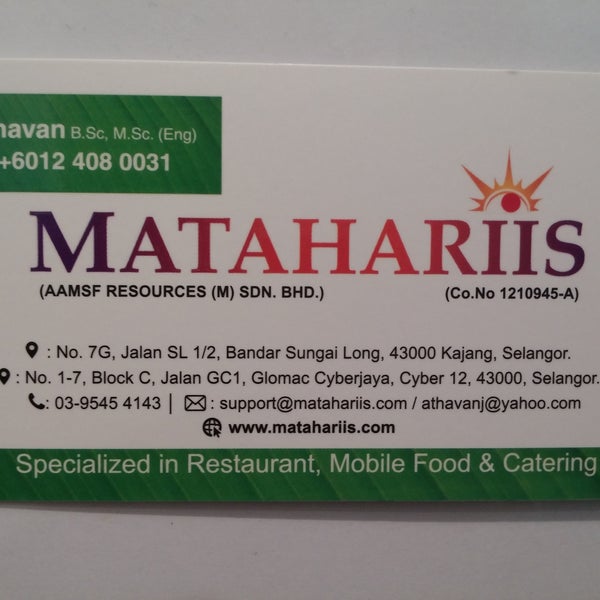 B.Sc, M.Sc. (Eng)
+6012 408 0031
MATAHARIIS
(AAMSF RESOURCES (M) SDN. BHD.)
(Co.No 1210945-A)
: No. 7G, Jalan SL 1/2, Bandar Sungai Long, 43000 Kajang, Selangor.
: No. 1-7, Block C, Jalan GC1, Glomac Cyberjaya, Cyber 12, 43000, Selangor.
: 03-9545 4143 | : support@matahariis.com / athavanj@yahoo.com
www.matahariis.com
Specialized in Restaurant, Mobile Food & Catering